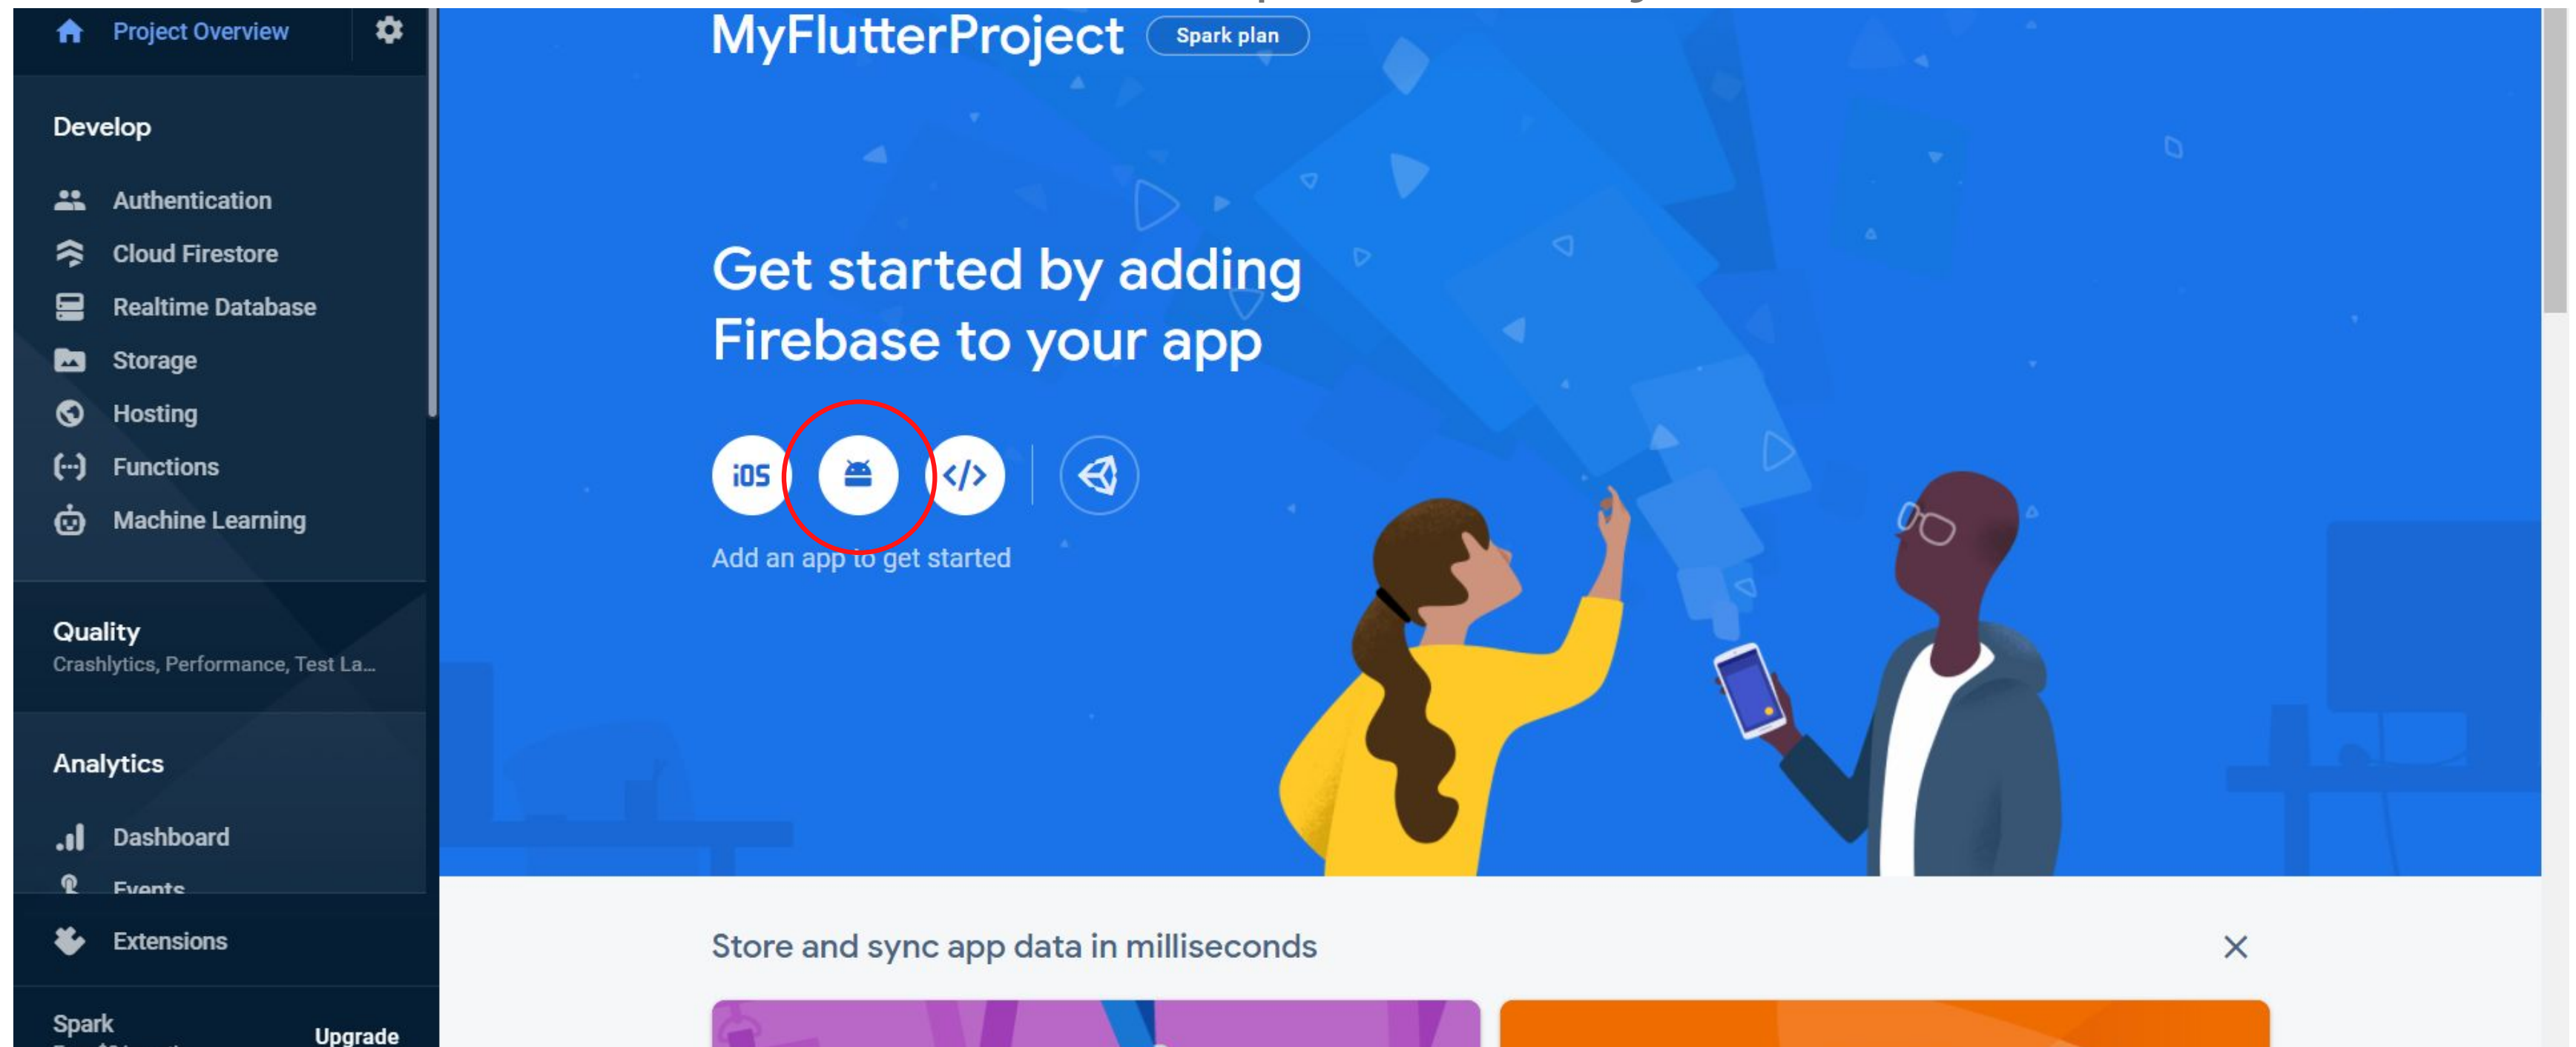 Project Overview
Develop
Authentication
Cloud Firestore
Realtime Database
Storage
Hosting
Functions
Machine Learning
Quality
Crashlytics, Performance, Test La...
Analytics
Dashboard
Events
Extensions
Spark
Upgrade
MyFlutterProject
Spark plan
Get started by adding
Firebase to your app
iOS
</>
Add an app to get started
Store and sync app data in milliseconds